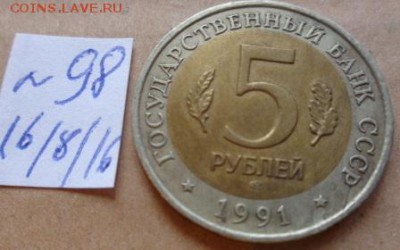 COINS.LAVE.RU
~ 98
16/8/16
ГОСУДАРСТВЕННЫЙ БАНК СССР
5
РУБЛЕЙ
1991